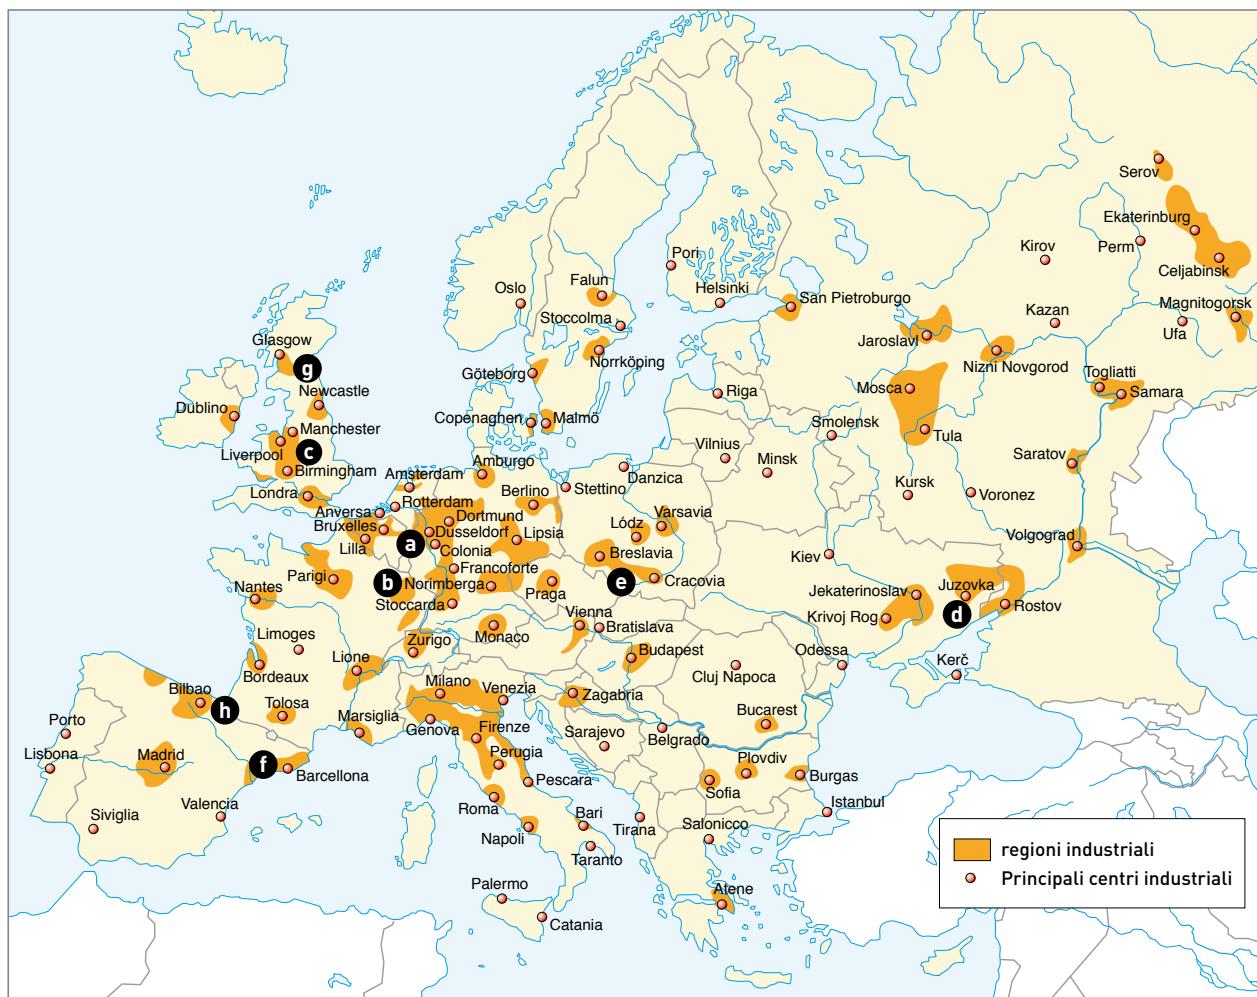 Serov
Ekaterinburg
Perm
Kirov
Celjabinsk
Pori
Falun
Oslo
Helsinki
San Pietroburgo
Magnitogorsk
Kazan
Ufa
Stoccolma
Glasgow
Jaroslavl
Norrköping
Nizni Novgorod
g
Göteborg
Mosca
Togliatti
Samara
Newcastle
Riga
Dublino
Copenaghen
Malmö
Smolensk
Tula
Manchester
Vilnius
c
Liverpool
Minsk
Saratov
Birmingham
Amsterdam
Amburgo
Danzica
Kursk
Voronez
Londra
Berlino
Stettino
Rotterdam
Anversa
Dortmund
Varsavia
Bruxelles
Lódz
Dusseldorf
Lipsia
Volgograd
Lilla
a
Colonia
Breslavia
Kiev
Francoforte
Parigi
b
Norimberga
e
Cracovia
Juzovka
Nantes
Praga
Jekaterinoslav
Stoccarda
Rostov
d
Krivoj Rog
Vienna
Bratislava
Limoges
Monaco
Zurigo
Budapest
Odessa
Lione
Kerč
Bordeaux
Cluj Napoca
Milano
Venezia
Bilbao
Zagabria
Tolosa
h
Porto
Marsiglia
Bucarest
Genova
Firenze
Sarajevo
Belgrado
Lisbona
Madrid
f
Perugia
Plovdiv
Barcellona
Pescara
Sofia
Burgas
Valencia
Roma
Istanbul
Siviglia
Bari
Tirana
Salonicco
Napoli
Taranto
regioni industriali
Principali centri industriali
Palermo
Atene
Catania